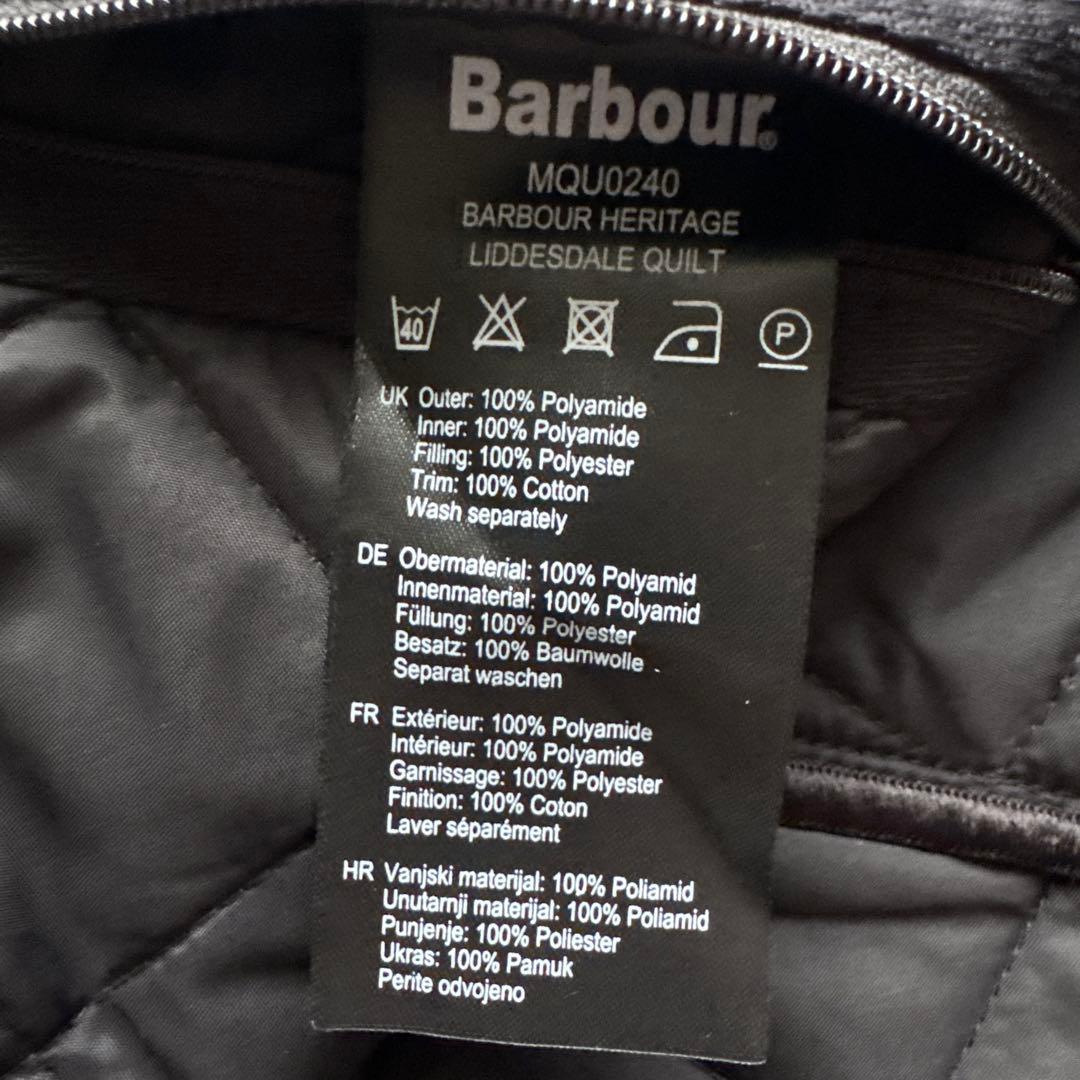 Barbour®
MQU0240
BARBOUR HERITAGE
LIDDESDALE QUILT
40 P
UK Outer: 100% Polyamide
Inner: 100% Polyamide
Filling: 100% Polyester
Trim: 100% Cotton
Wash separately
DE Obermaterial: 100% Polyamid
Innenmaterial: 100% Polyamid
Füllung: 100% Polyester
Besatz: 100% Baumwolle
Separat waschen
FR Extérieur: 100% Polyamide
Intérieur: 100% Polyamide
Garnissage: 100% Polyester
Finition: 100% Coton
Laver séparément
HR Vanjski materijal: 100% Poliamid
Unutarnji materijal: 100% Poliamid
Punjenje: 100% Poliester
Ukras: 100% Pamuk
Perite odvojeno